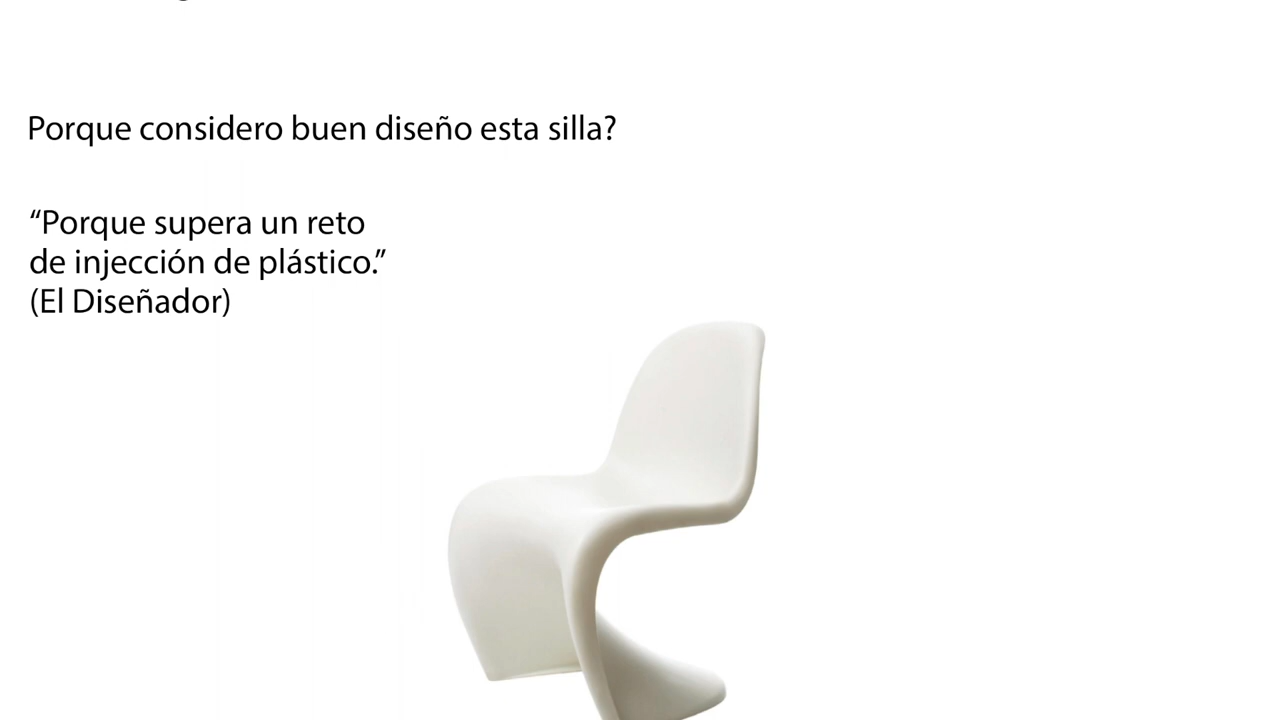 Porque considero buen diseño esta silla?
“Porque supera un reto
de injección de plástico.”
(El Diseñador)